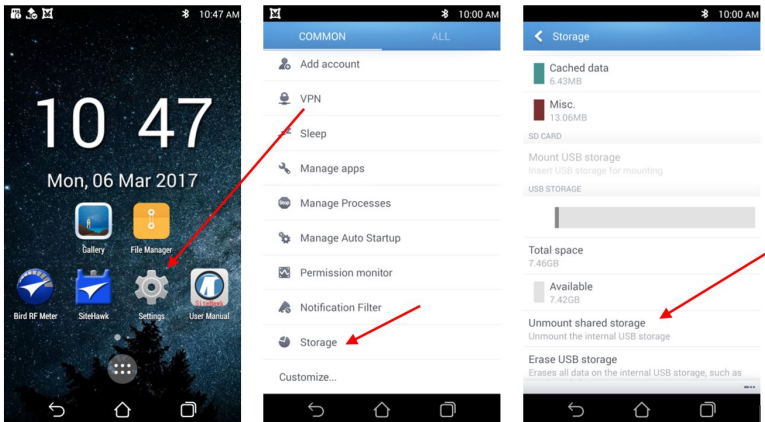 10:47 AM
10 47
Mon, 06 Mar 2017
Gallery
File Manager
Bird RF Meter
SiteHawk
Settings
User Manual
10:00 AM
COMMON
ALL
Add account
VPN
Sleep
Manage apps
Stop
Manage Processes
Manage Auto Startup
Permission monitor
Notification Filter
Storage
Customize...
10:00 AM
Storage
Cached data
6.43MB
Misc.
13.06MB
SD CARD
Mount USB storage
Insert USB storage for mounting
USB STORAGE
Total space
7.46GB
Available
7.42GB
Unmount shared storage
Unmount the internal USB storage
Erase USB storage
Erases all data on the internal USB storage, such as